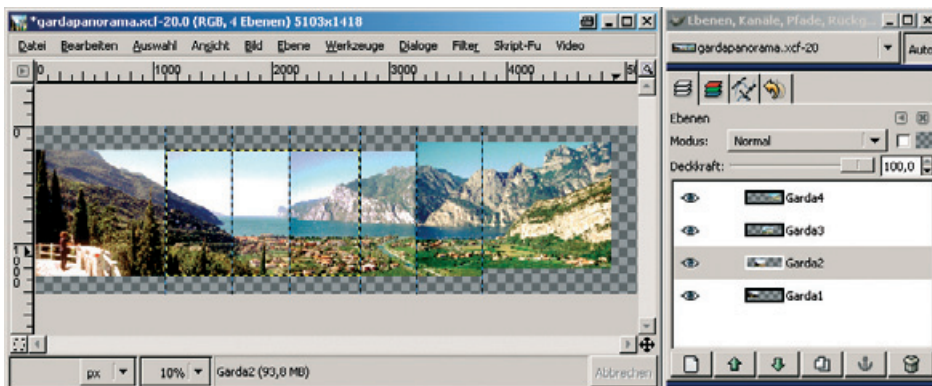 *gardapanorama.xcf-20.0 (RGB, 4 Ebenen) 5103x1418
Datei Bearbeiten Auswahl Ansicht Bild Ebene Werkzeuge Dialoge Filter Skript-Fu Video
0 1000 2000 3000 4000
0
1000
px 10% Garda2 (93,8 MB) Abbrechen
Ebenen, Kanäle, Pfade, Rückg...
gardapanorama.xcf-20 Auto
Ebenen
Modus: Normal
Deckkraft: 100,0
Garda4
Garda3
Garda2
Garda1